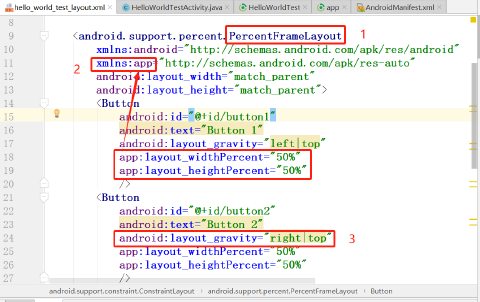 hello_world_test_layout.xml HelloWorldTestActivity.java HelloWorldTest app AndroidManifest.xml
8
9 <android.support.percent.PercentFrameLayout 1
10 xmlns:android="http://schemas.android.com/apk/res/android"
11 2 xmlns:app="http://schemas.android.com/apk/res-auto"
12 android:layout_width="match_parent"
13 android:layout_height="match_parent">
14 <Button
15 android:id="@+id/button1"
16 android:text="Button 1"
17 android:layout_gravity="left|top"
18 app:layout_widthPercent="50%"
19 app:layout_heightPercent="50%"
20 />
21 <Button
22 android:id="@+id/button2"
23 android:text="Button 2"
24 android:layout_gravity="right|top" 3
25 app:layout_widthPercent="50%"
26 app:layout_heightPercent="50%"
27 />
android.support.constraint.ConstraintLayout android.support.percent.PercentFrameLayout Button